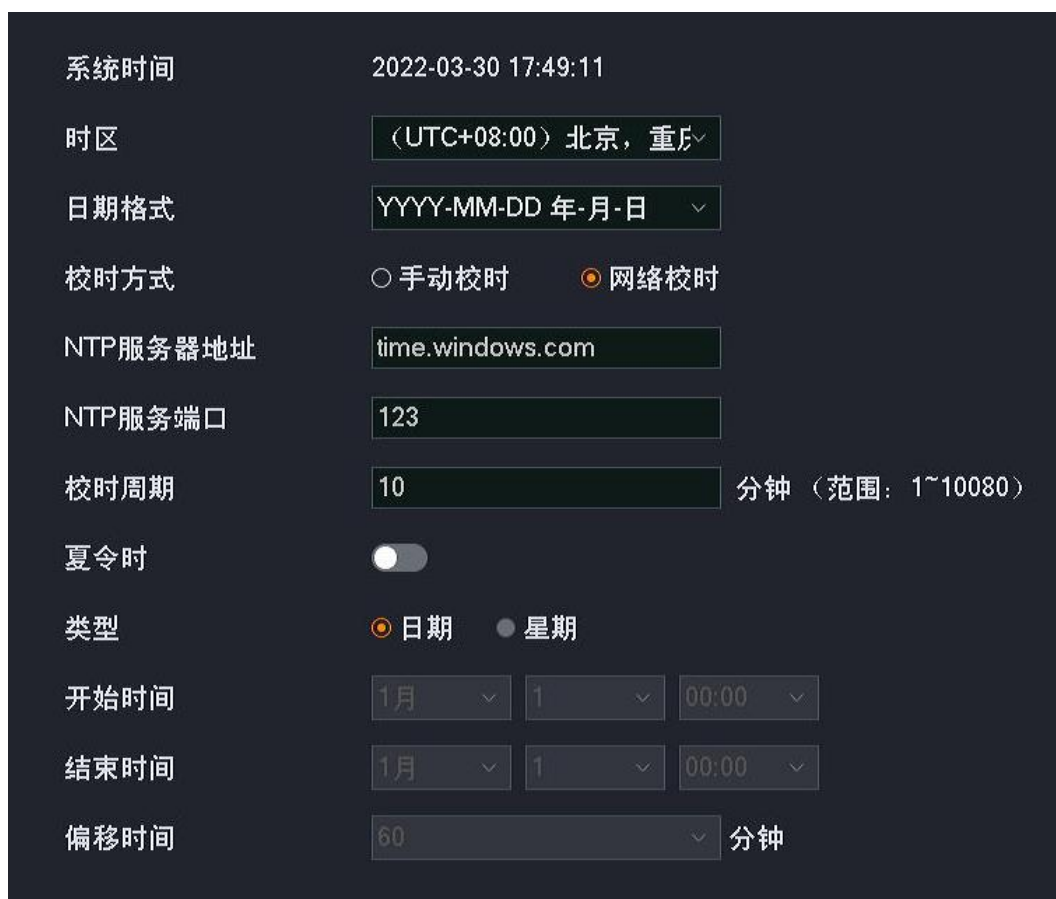 系统时间 2022-03-30 17:49:11
时区 （UTC+08:00）北京，重庆
日期格式 YYYY-MM-DD 年-月-日
校时方式 手动校时 网络校时
NTP服务器地址 time.windows.com
NTP服务端口 123
校时周期 10 分钟 （范围：1~10080）
夏令时
类型 日期 星期
开始时间 1月 1 00:00
结束时间 1月 1 00:00
偏移时间 60 分钟